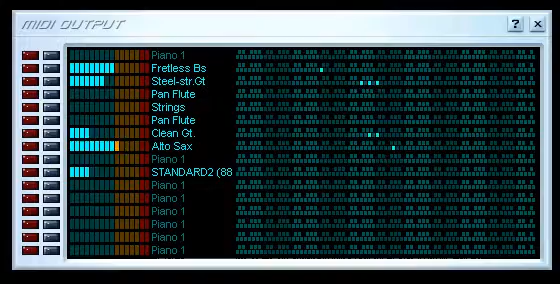 MIDI OUTPUT ? ×
Piano 1
Fretless Bs
Steel-str.Gt
Pan Flute
Strings
Pan Flute
Clean Gt.
Alto Sax
Piano 1
STANDARD2 (88
Piano 1
Piano 1
Piano 1
Piano 1
Piano 1
Piano 1